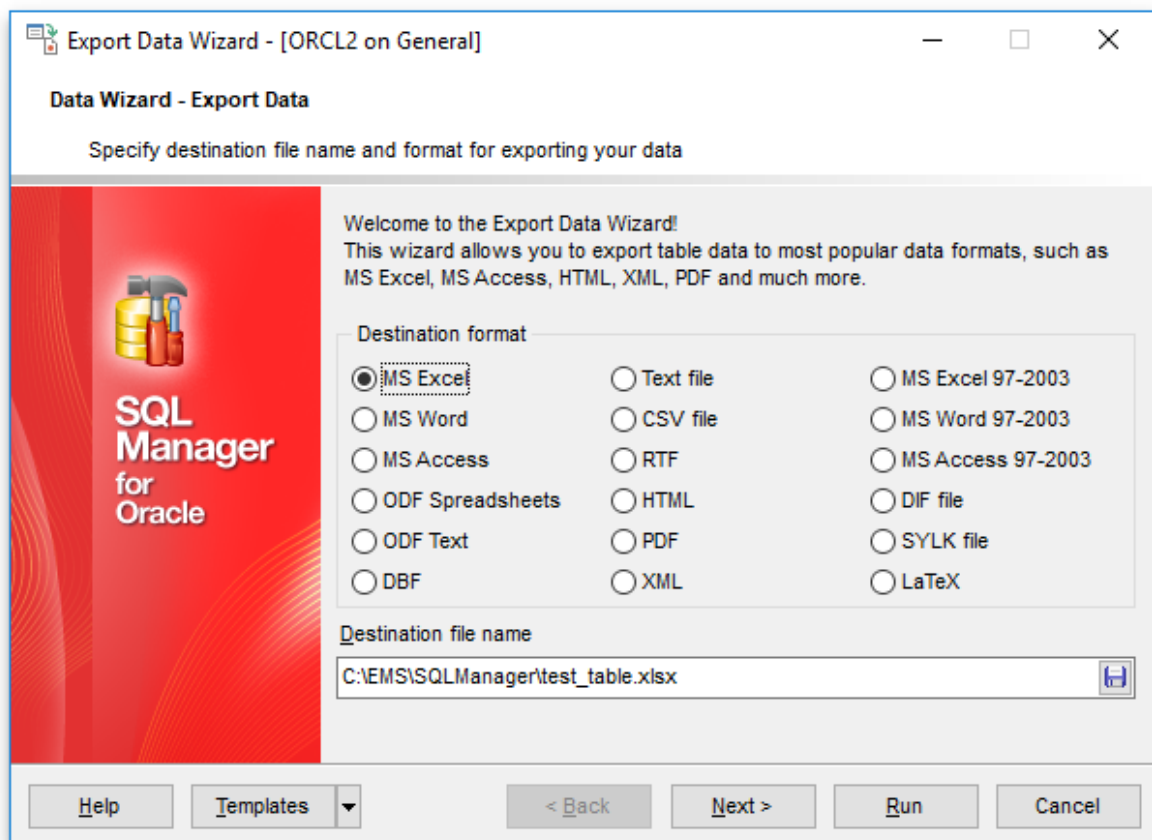 Export Data Wizard - [ORCL2 on General]
Data Wizard - Export Data
Specify destination file name and format for exporting your data
SQL
Manager
for
Oracle
Welcome to the Export Data Wizard!
This wizard allows you to export table data to most popular data formats, such as
MS Excel, MS Access, HTML, XML, PDF and much more.
Destination format
MS Excel Text file MS Excel 97-2003
MS Word CSV file MS Word 97-2003
MS Access RTF MS Access 97-2003
ODF Spreadsheets HTML DIF file
ODF Text PDF SYLK file
DBF XML LaTeX
Destination file name
C:\EMS\SQLManager\test_table.xlsx
Help Templates < Back Next > Run Cancel